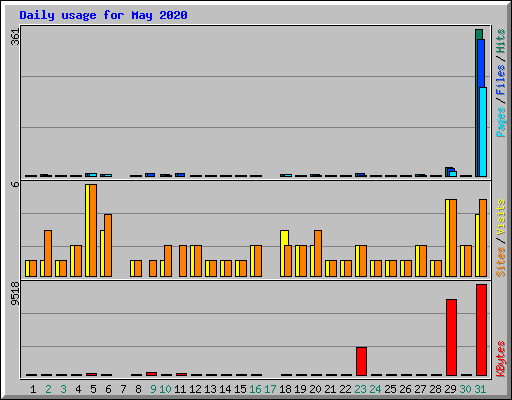 Daily usage for May 2020
361
Pages / Files / Hits
6
Sites / Visits
9518
KBytes
1 2 3 4 5 6 7 8 9 10 11 12 13 14 15 16 17 18 19 20 21 22 23 24 25 26 27 28 29 30 31